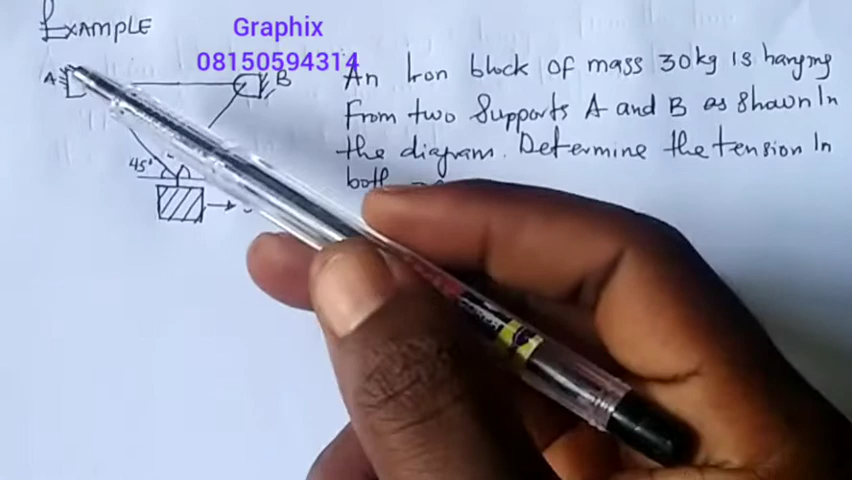 EXAMPLE
Graphix
08150594314
A
B
An Iron block of mass 30kg is hanging
From two Supports A and B as Shown In
the diagram. Determine the tension In
both
45°